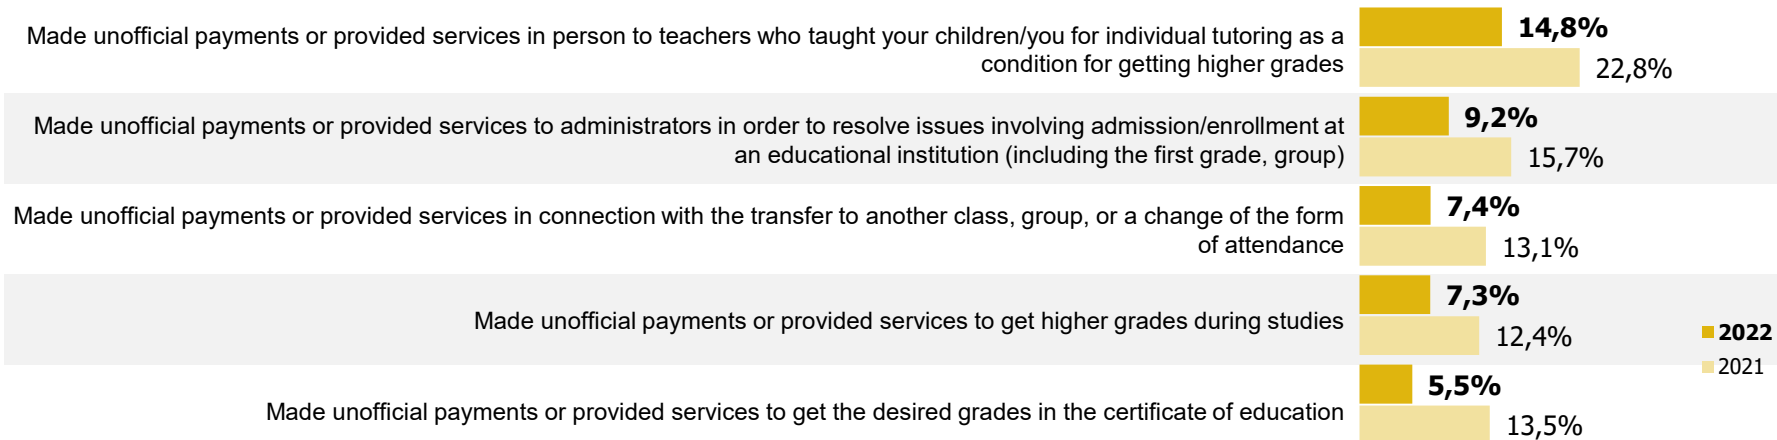 Made unofficial payments or provided services in person to teachers who taught your children/you for individual tutoring as a
condition for getting higher grades
14,8%
22,8%
Made unofficial payments or provided services to administrators in order to resolve issues involving admission/enrollment at
an educational institution (including the first grade, group)
9,2%
15,7%
Made unofficial payments or provided services in connection with the transfer to another class, group, or a change of the form
of attendance
7,4%
13,1%
Made unofficial payments or provided services to get higher grades during studies
7,3%
12,4%
Made unofficial payments or provided services to get the desired grades in the certificate of education
5,5%
13,5%
2022
2021